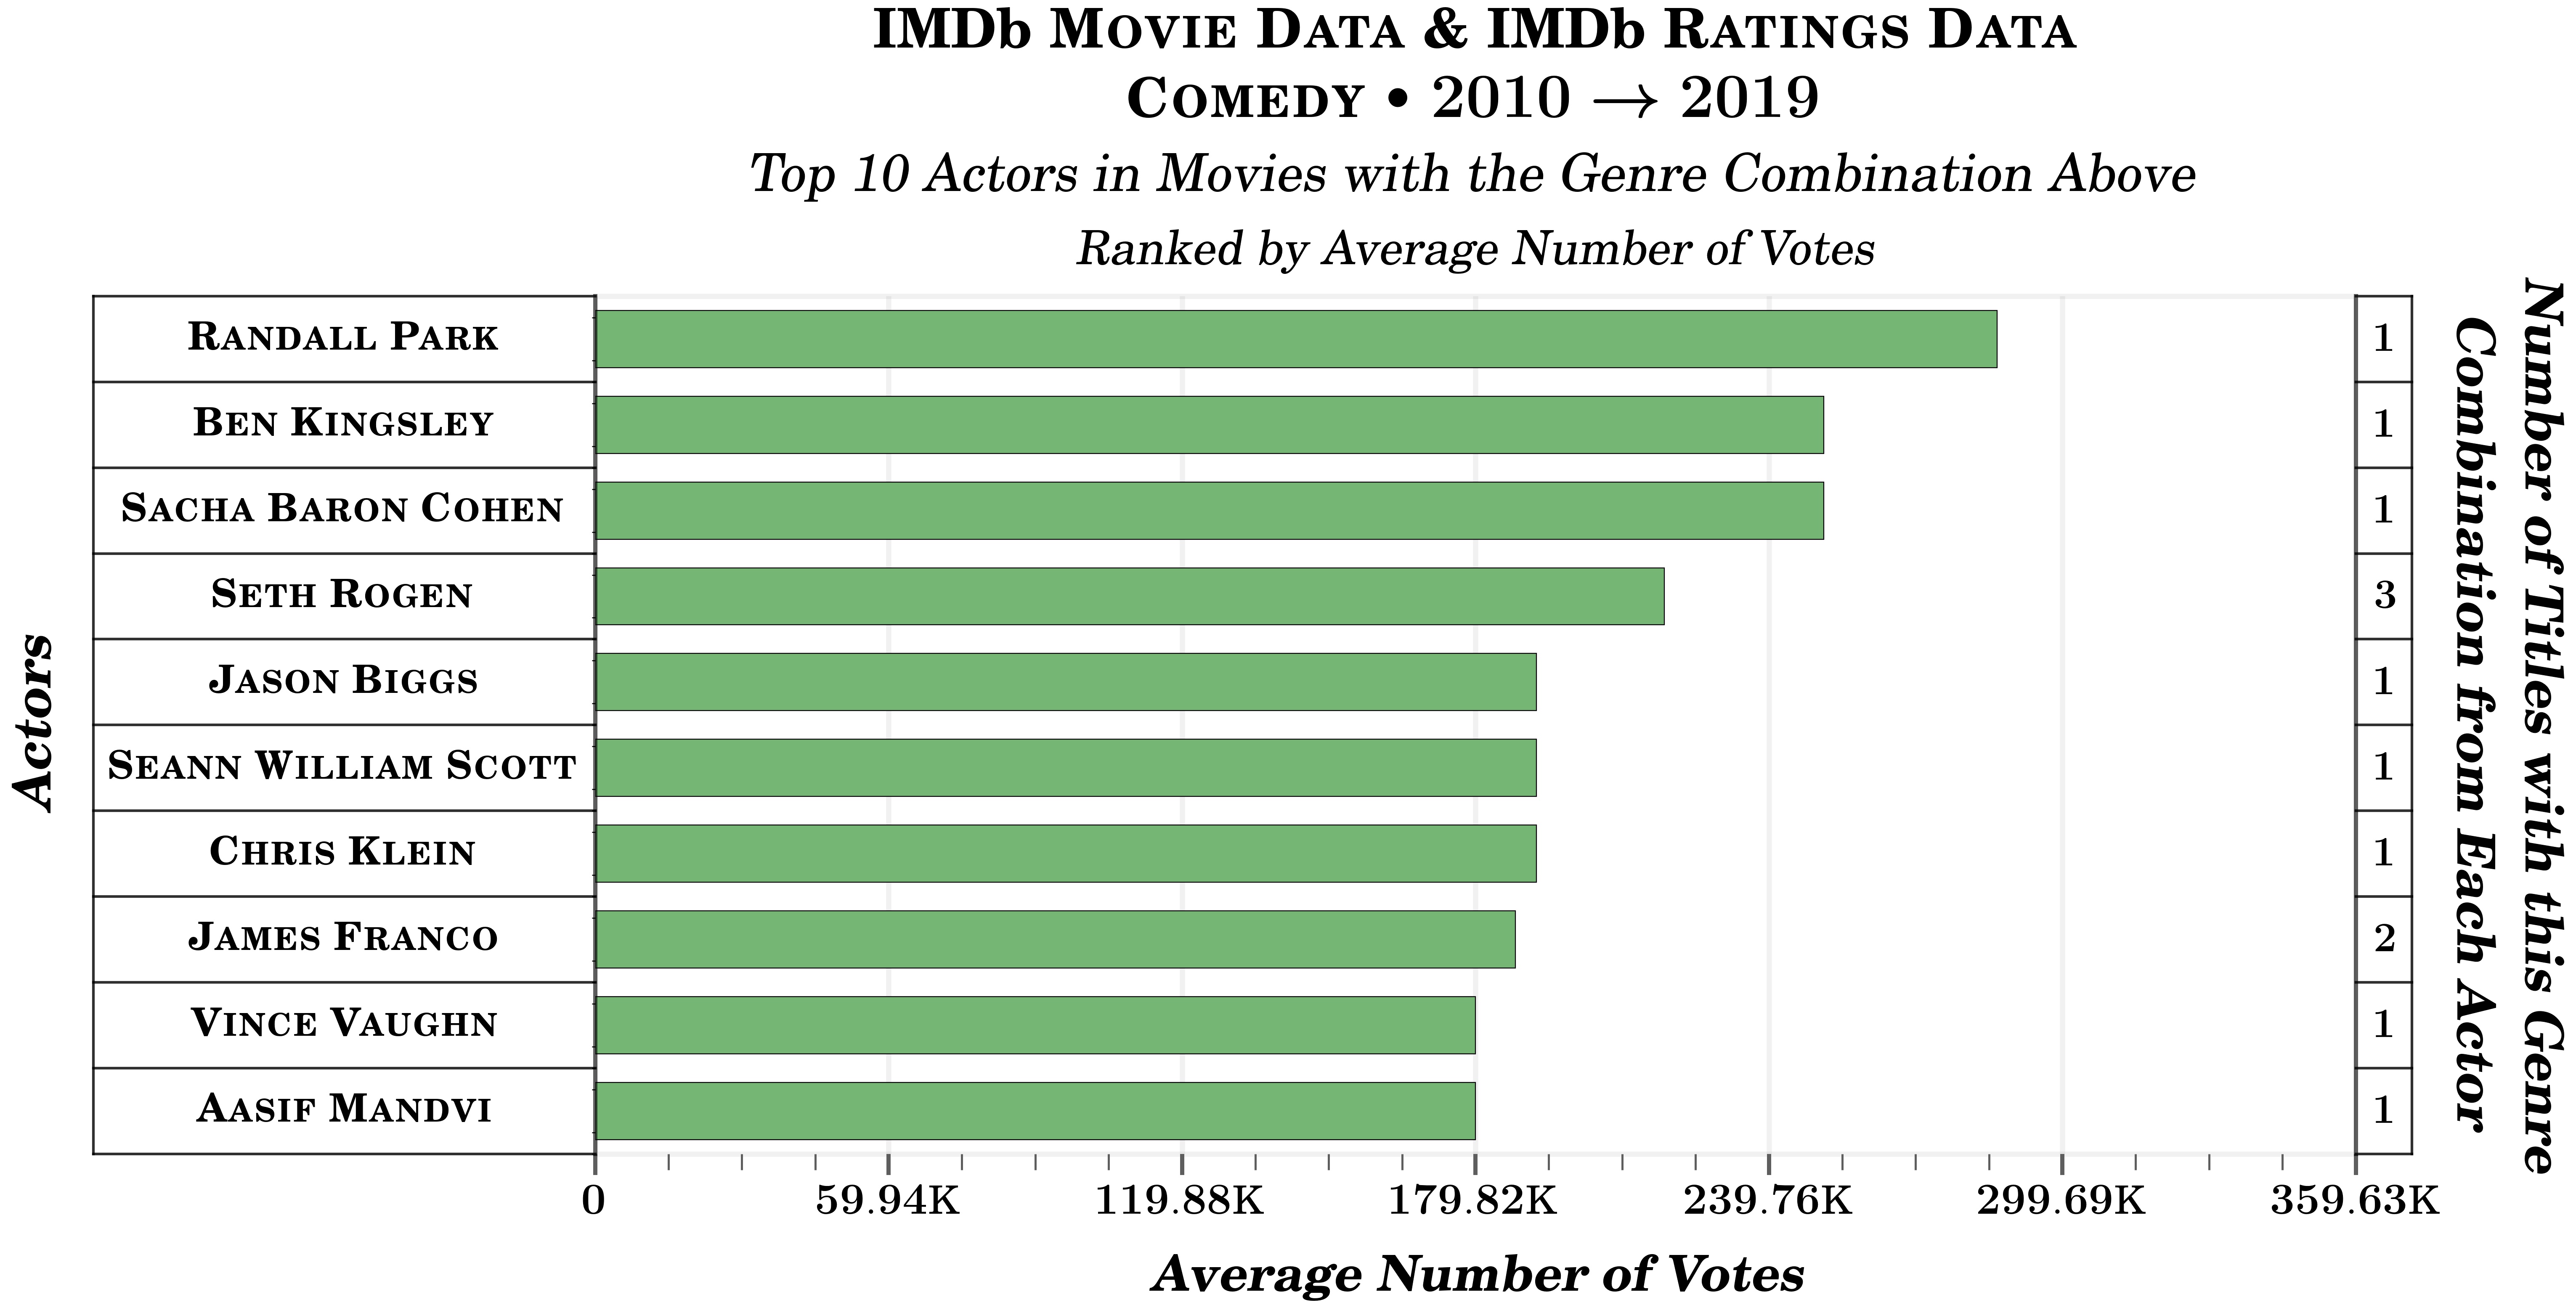 IMDb Movie Data & IMDb Ratings Data
Comedy • 2010 → 2019
Top 10 Actors in Movies with the Genre Combination Above
Ranked by Average Number of Votes
Actors
Randall Park 1
Ben Kingsley 1
Sacha Baron Cohen 1
Seth Rogen 3
Jason Biggs 1
Seann William Scott 1
Chris Klein 1
James Franco 2
Vince Vaughn 1
Aasif Mandvi 1
Number of Titles with this Genre
Combination from Each Actor
0 59.94K 119.88K 179.82K 239.76K 299.69K 359.63K
Average Number of Votes